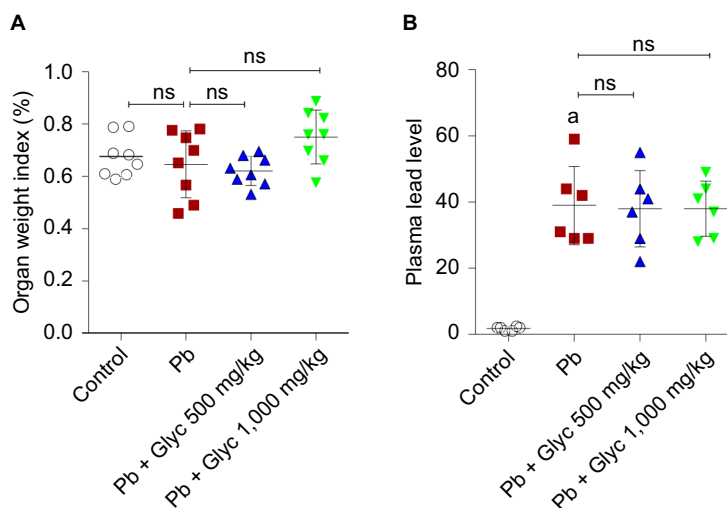 A
Organ weight index (%)
1.0
0.8
0.6
0.4
0.2
0.0
ns
ns
ns
Control
Pb
Pb + Glyc 500 mg/kg
Pb + Glyc 1,000 mg/kg
B
Plasma lead level
80
60
40
20
0
ns
ns
a
Control
Pb
Pb + Glyc 500 mg/kg
Pb + Glyc 1,000 mg/kg